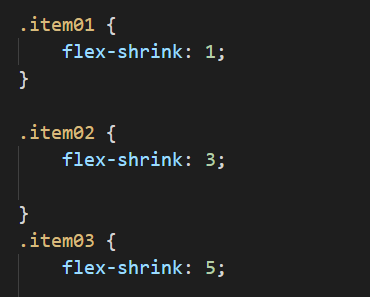 .item01 {
    flex-shrink: 1;
}
.item02 {
    flex-shrink: 3;
}
.item03 {
    flex-shrink: 5;